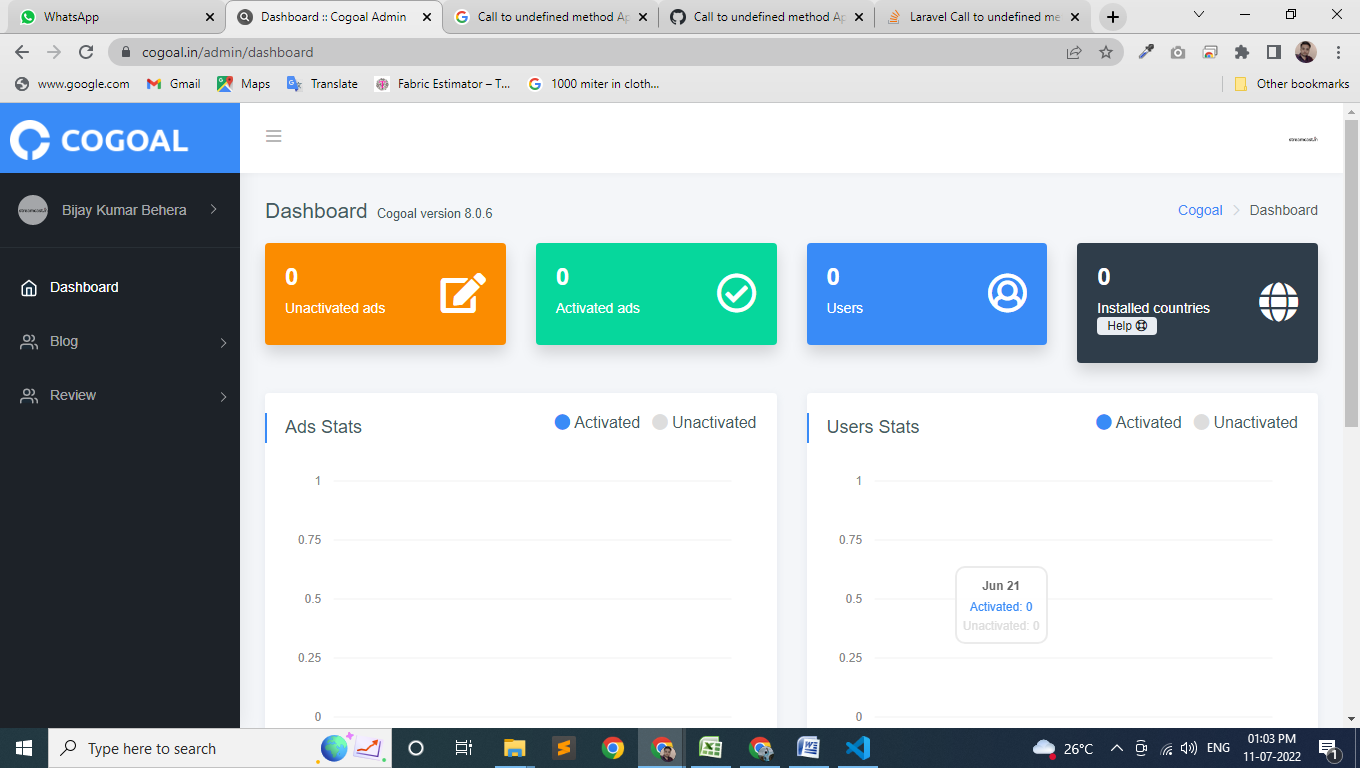 WhatsApp
Dashboard :: Cogoal Admin
Call to undefined method Ap
Call to undefined method Ap
Laravel Call to undefined me
cogoal.in/admin/dashboard
www.google.com
Gmail
Maps
Translate
Fabric Estimator – T...
1000 miter in cloth...
Other bookmarks
COGOAL
Bijay Kumar Behera
Dashboard
Blog
Review
Dashboard Cogoal version 8.0.6
Cogoal
Dashboard
0
Unactivated ads
0
Activated ads
0
Users
0
Installed countries
Help
Ads Stats
Activated
Unactivated
1
0.75
0.5
0.25
0
Users Stats
Activated
Unactivated
1
0.75
0.5
0.25
0
Jun 21
Activated: 0
Unactivated: 0
Type here to search
26°C
ENG
01:03 PM
11-07-2022
1